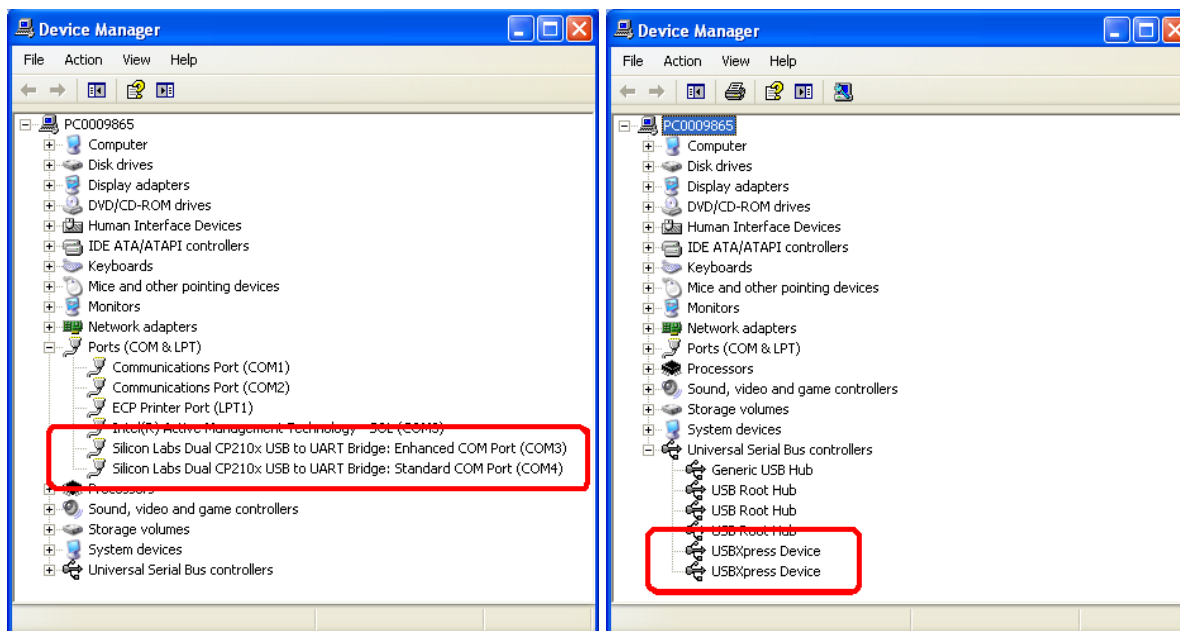 Device Manager
File Action View Help
PC0009865
Computer
Disk drives
Display adapters
DVD/CD-ROM drives
Human Interface Devices
IDE ATA/ATAPI controllers
Keyboards
Mice and other pointing devices
Monitors
Network adapters
Ports (COM & LPT)
Communications Port (COM1)
Communications Port (COM2)
ECP Printer Port (LPT1)
Intel(R) Active Management Technology - SOL
Silicon Labs Dual CP210x USB to UART Bridge: Enhanced COM Port (COM3)
Silicon Labs Dual CP210x USB to UART Bridge: Standard COM Port (COM4)
Processors
Sound, video and game controllers
Storage volumes
System devices
Universal Serial Bus controllers
Device Manager
File Action View Help
PC0009865
Computer
Disk drives
Display adapters
DVD/CD-ROM drives
Human Interface Devices
IDE ATA/ATAPI controllers
Keyboards
Mice and other pointing devices
Monitors
Network adapters
Ports (COM & LPT)
Processors
Sound, video and game controllers
Storage volumes
System devices
Universal Serial Bus controllers
Generic USB Hub
USB Root Hub
USB Root Hub
USB Root Hub
USBXpress Device
USBXpress Device